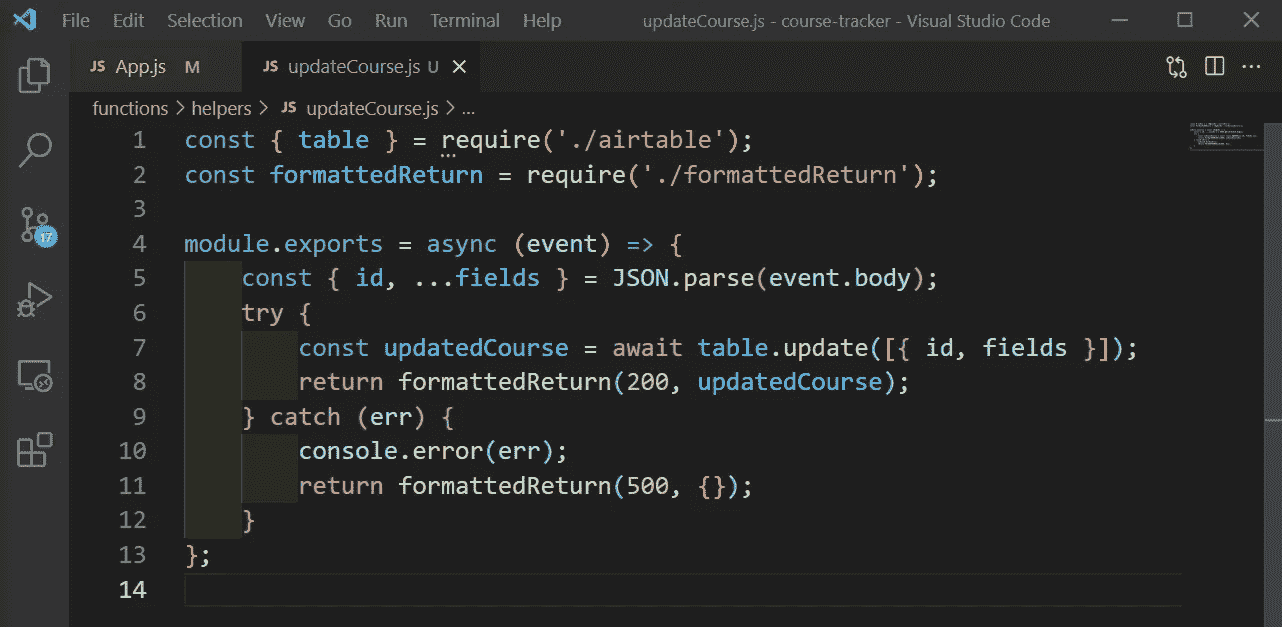 File Edit Selection View Go Run Terminal Help updateCourse.js - course-tracker - Visual Studio Code
JS App.js M JS updateCourse.js U
functions > helpers > JS updateCourse.js > ...
1 const { table } = require('./airtable');
2 const formattedReturn = require('./formattedReturn');
3
4 module.exports = async (event) => {
5 const { id, ...fields } = JSON.parse(event.body);
6 try {
7 const updatedCourse = await table.update([{ id, fields }]);
8 return formattedReturn(200, updatedCourse);
9 } catch (err) {
10 console.error(err);
11 return formattedReturn(500, {});
12 }
13 };
14
17